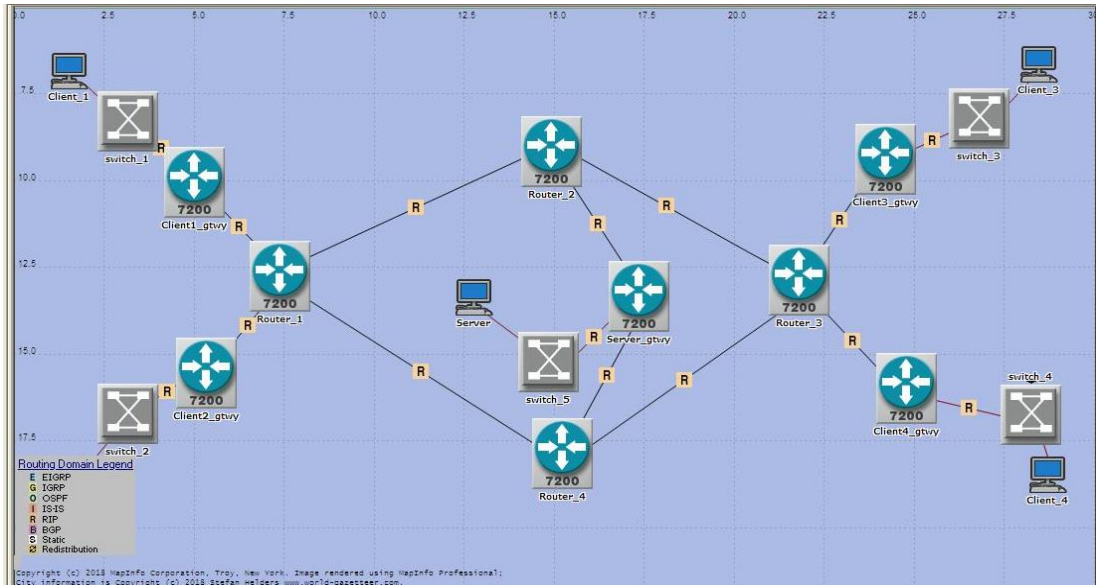 0.0 2.5 5.0 7.5 10.0 12.5 15.0 17.5 20.0 22.5 25.0 27.5 30
7.5
10.0
12.5
15.0
17.5
Client_1
switch_1
R
7200
Client1_gtwy
R
7200
Router_1
R
7200
Client2_gtwy
R
switch_2
R
R
7200
Router_2
R
R
Server
switch_5
R
7200
Server_gtwy
R
7200
Router_4
R
7200
Router_3
R
7200
Client3_gtwy
R
switch_3
Client_3
R
7200
Client4_gtwy
R
switch_4
Client_4
Routing Domain Legend
E EIGRP
G IGRP
O OSPF
I IS-IS
R RIP
B BGP
S Static
Redistribution
Copyright (c) 2018 MapInfo Corporation, Troy, New York. Image rendered using MapInfo Professional;
City information is Copyright (c) 2018 Stefan Helders www.world-gazetteer.com.